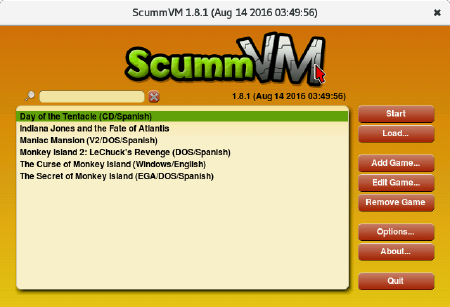 ScummVM 1.8.1 (Aug 14 2016 03:49:56)
ScummVM
1.8.1 (Aug 14 2016 03:49:56)
Day of the Tentacle (CD/Spanish)
Indiana Jones and the Fate of Atlantis
Maniac Mansion (V2/DOS/Spanish)
Monkey Island 2: LeChuck's Revenge (DOS/Spanish)
The Curse of Monkey Island (Windows/English)
The Secret of Monkey Island (EGA/DOS/Spanish)
Start
Load...
Add Game...
Edit Game...
Remove Game
Options...
About...
Quit